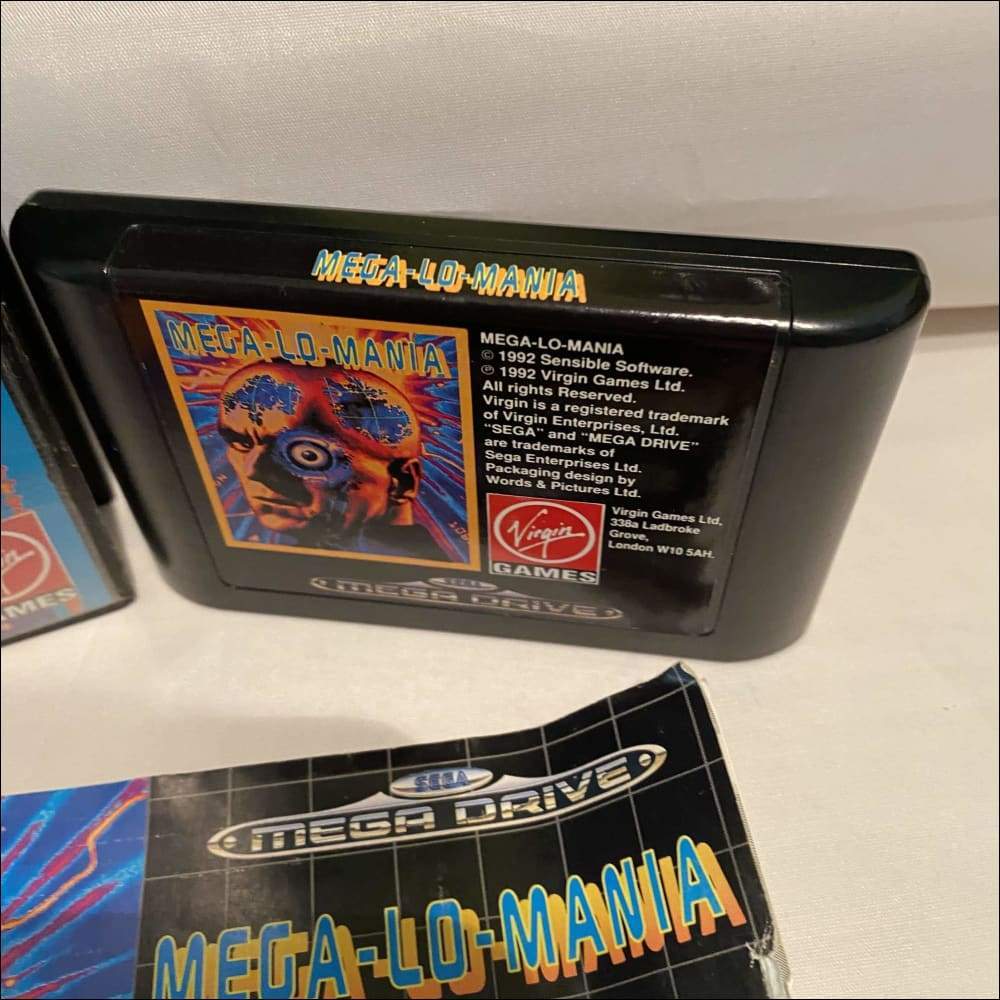 MEGA-LO-MANIA
MEGA-LO-MANIA
MEGA-LO-MANIA
© 1992 Sensible Software.
℗ 1992 Virgin Games Ltd.
All rights Reserved.
Virgin is a registered trademark
of Virgin Enterprises, Ltd.
"SEGA" and "MEGA DRIVE"
are trademarks of
Sega Enterprises Ltd.
Packaging design by
Words & Pictures Ltd.
Virgin
GAMES
Virgin Games Ltd,
338a Ladbroke
Grove,
London W10 5AH.
SEGA
MEGA DRIVE
SEGA
MEGA DRIVE
MEGA-LO-MANIA